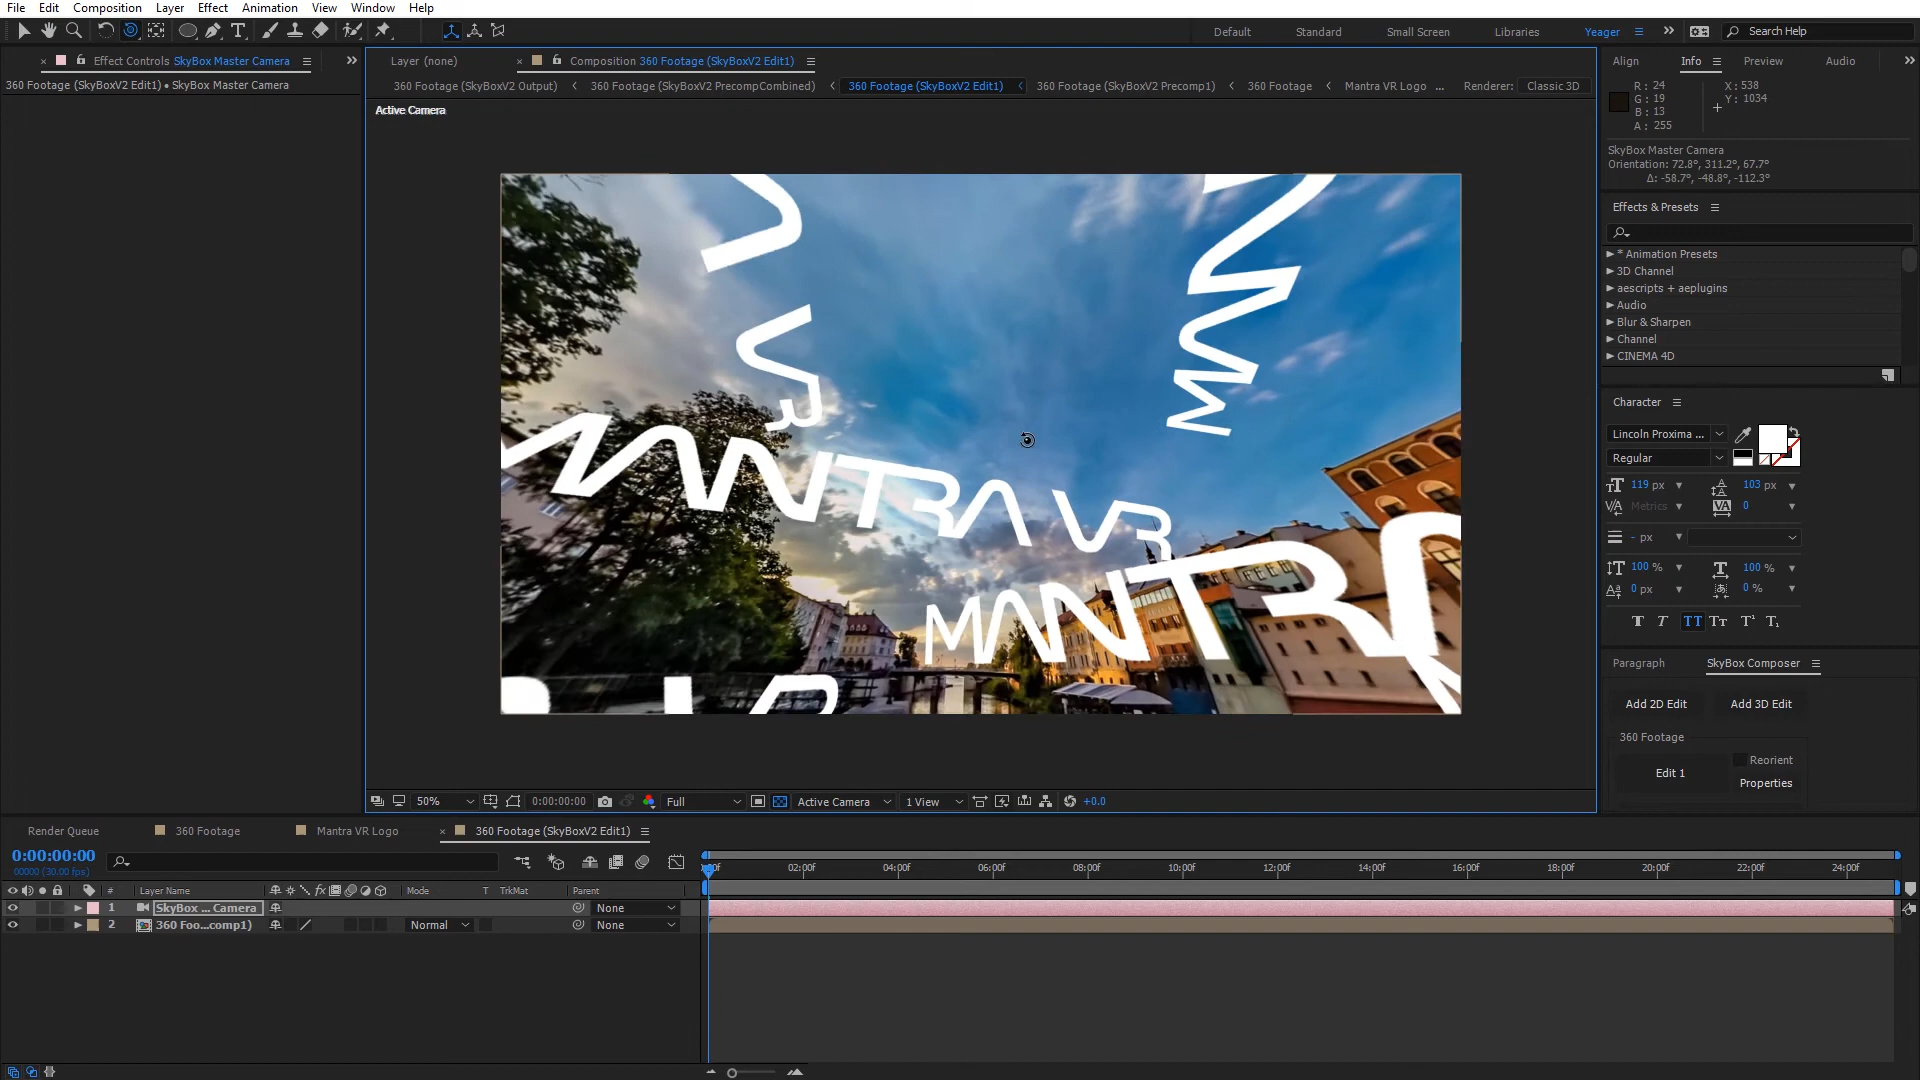 File Edit Composition Layer Effect Animation View Window Help
Default Standard Small Screen Libraries Yeager Search Help
Effect Controls SkyBox Master Camera
360 Footage (SkyBoxV2 Edit1) • SkyBox Master Camera
Layer (none) Composition 360 Footage (SkyBoxV2 Edit1)
360 Footage (SkyBoxV2 Output) 360 Footage (SkyBoxV2 PrecompCombined) 360 Footage (SkyBoxV2 Edit1) 360 Footage (SkyBoxV2 Precomp1) 360 Footage Mantra VR Logo ... Renderer: Classic 3D
Active Camera
MANTRA VR
MANTR
50% 0:00:00:00 Full Active Camera 1 View +0.0
Align Info Preview Audio
R : 24 X : 538
G : 19 Y : 1034
B : 13
A : 255
SkyBox Master Camera
Orientation: 72.8°, 311.2°, 67.7°
Δ: -58.7°, -48.8°, -112.3°
Effects & Presets
* Animation Presets
3D Channel
aescripts + aeplugins
Audio
Blur & Sharpen
Channel
CINEMA 4D
Character
Lincoln Proxima ...
Regular
119 px 103 px
Metrics 0
- px
100 % 100 %
0 px 0 %
Paragraph SkyBox Composer
Add 2D Edit Add 3D Edit
360 Footage
Edit 1 Reorient
Properties
Render Queue 360 Footage Mantra VR Logo 360 Footage (SkyBoxV2 Edit1)
0:00:00:00
00000 (30.00 fps)
02:00f 04:00f 06:00f 08:00f 10:00f 12:00f 14:00f 16:00f 18:00f 20:00f 22:00f 24:00f
# Layer Name Mode T TrkMat Parent
1 SkyBox ... Camera None
2 360 Foo...comp1) Normal None